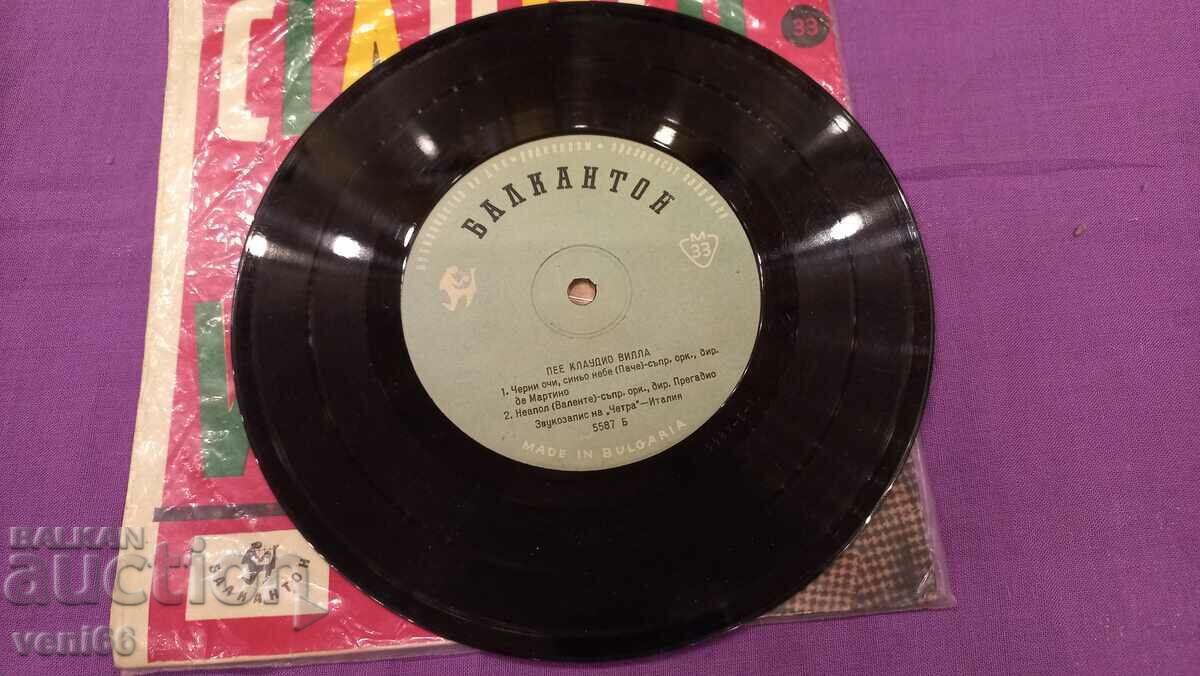 CLAUDIO
33
БАЛКАНТОН
М
33
ПЕЕ КЛАУДИО ВИЛЛА
1. Черни очи, синьо небе (Паче)-съпр. орк., дир.
де Мартино
2. Неапол (Валенте)-съпр. орк., дир. Прегадио
Звукозапис на „Четра"—Италия
5587 Б
MADE IN BULGARIA
БАЛКАНТОН
BALKAN
auction
veni66